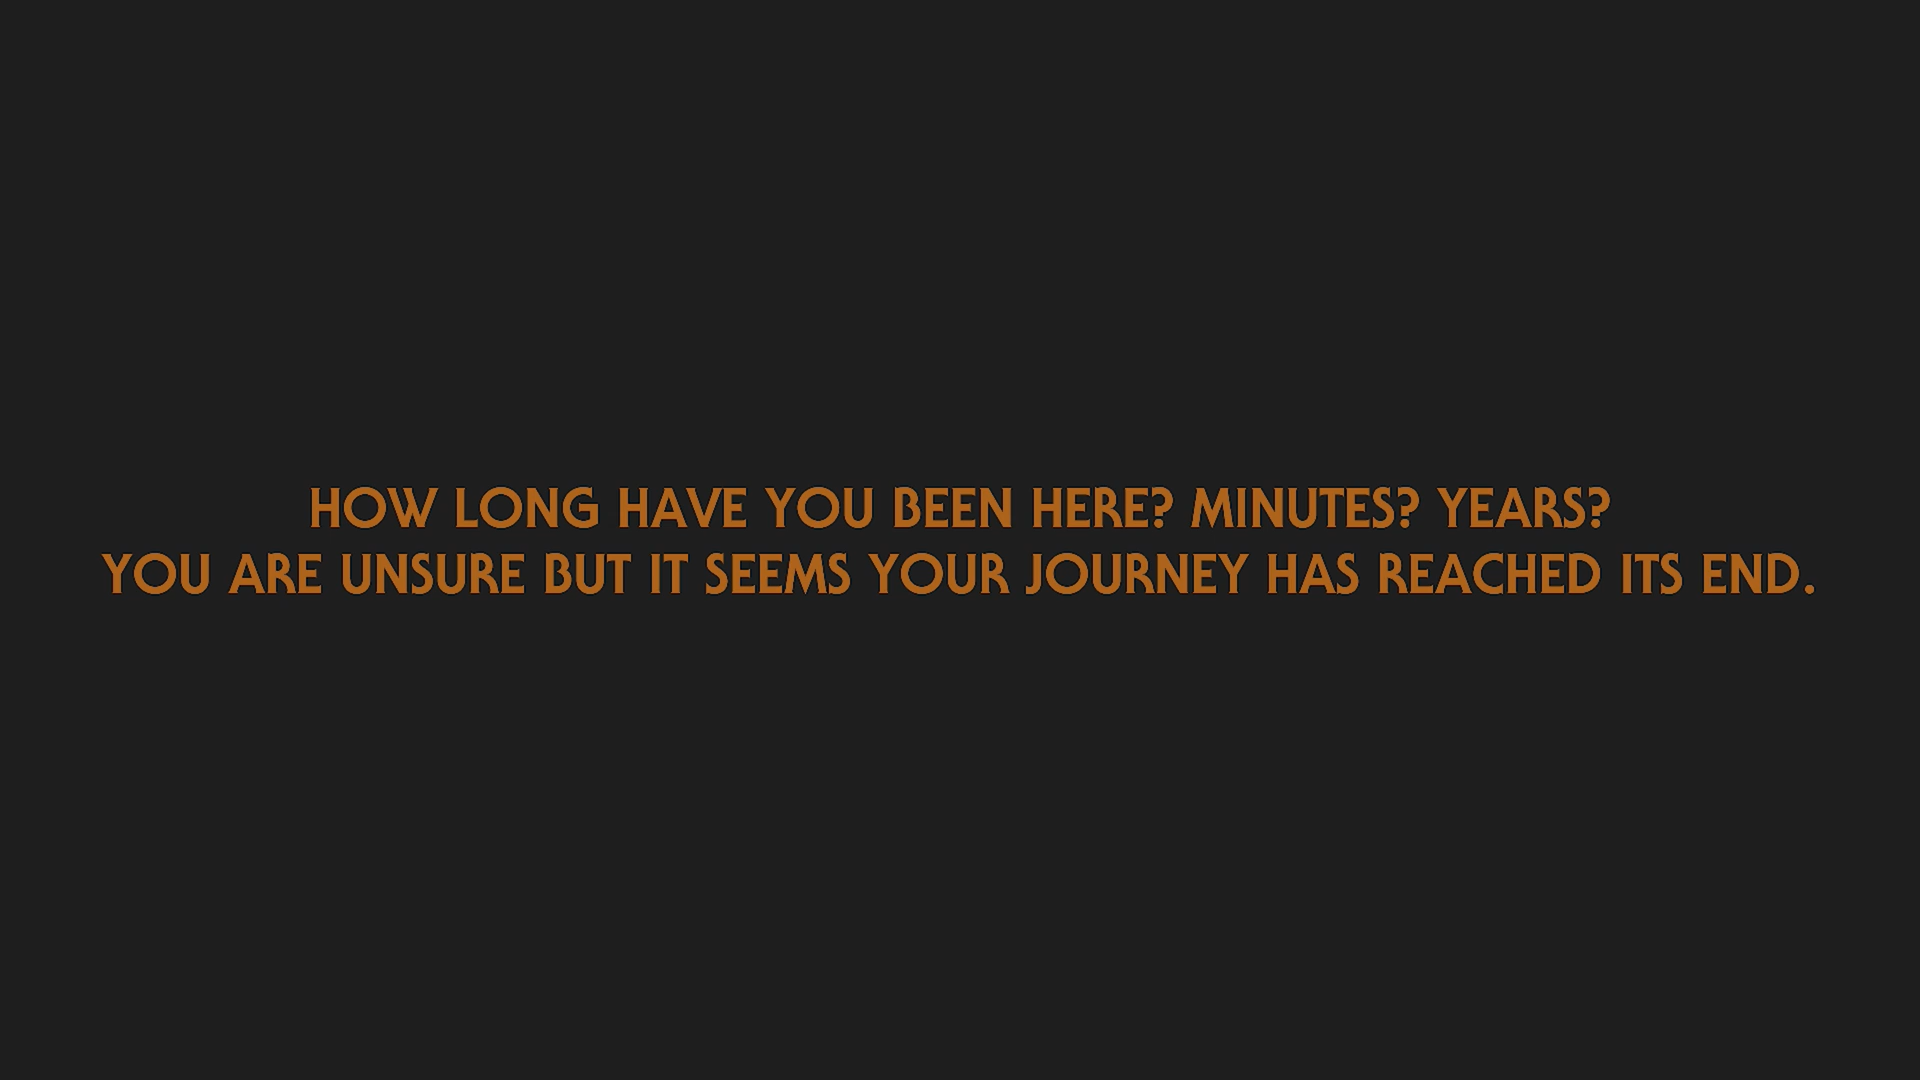 HOW LONG HAVE YOU BEEN HERE? MINUTES? YEARS?
YOU ARE UNSURE BUT IT SEEMS YOUR JOURNEY HAS REACHED ITS END.